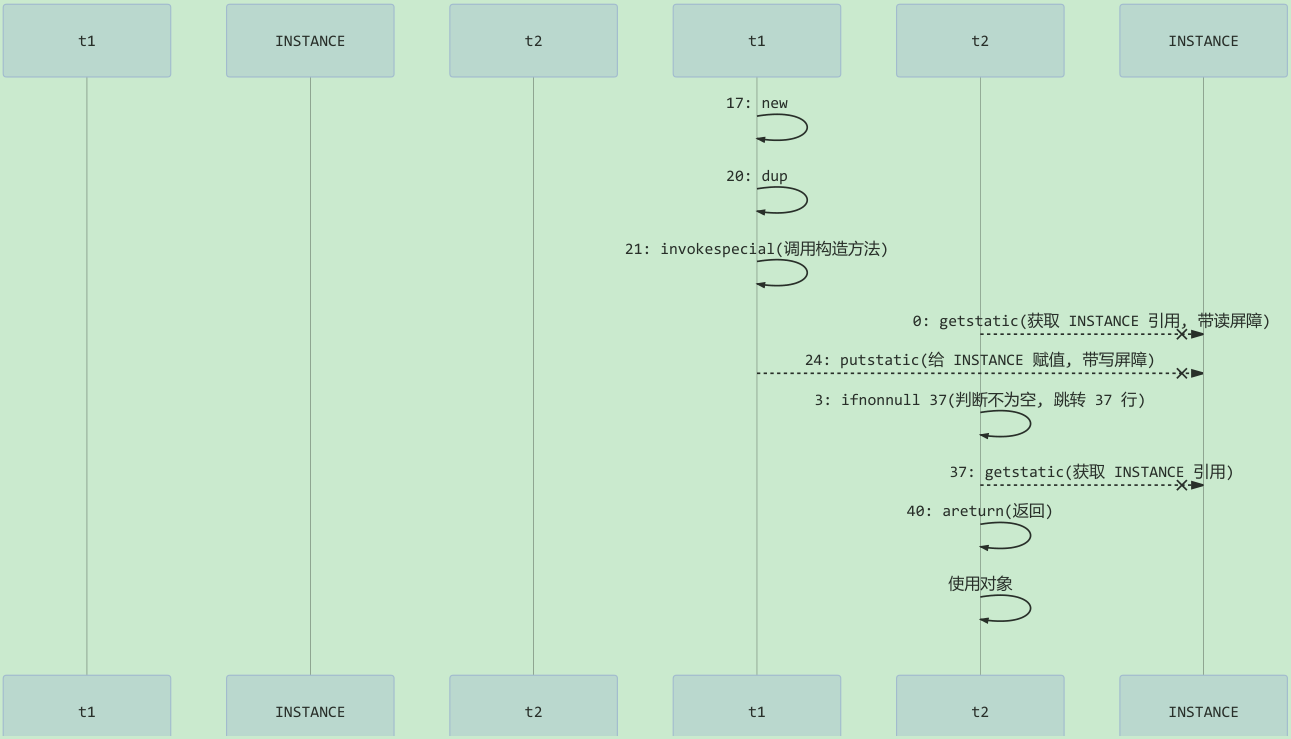 t1
INSTANCE
t2
t1
t2
INSTANCE
17: new
20: dup
21: invokespecial(调用构造方法)
0: getstatic(获取 INSTANCE 引用, 带读屏障)
24: putstatic(给 INSTANCE 赋值, 带写屏障)
3: ifnonnull 37(判断不为空, 跳转 37 行)
37: getstatic(获取 INSTANCE 引用)
40: areturn(返回)
使用对象
t1
INSTANCE
t2
t1
t2
INSTANCE